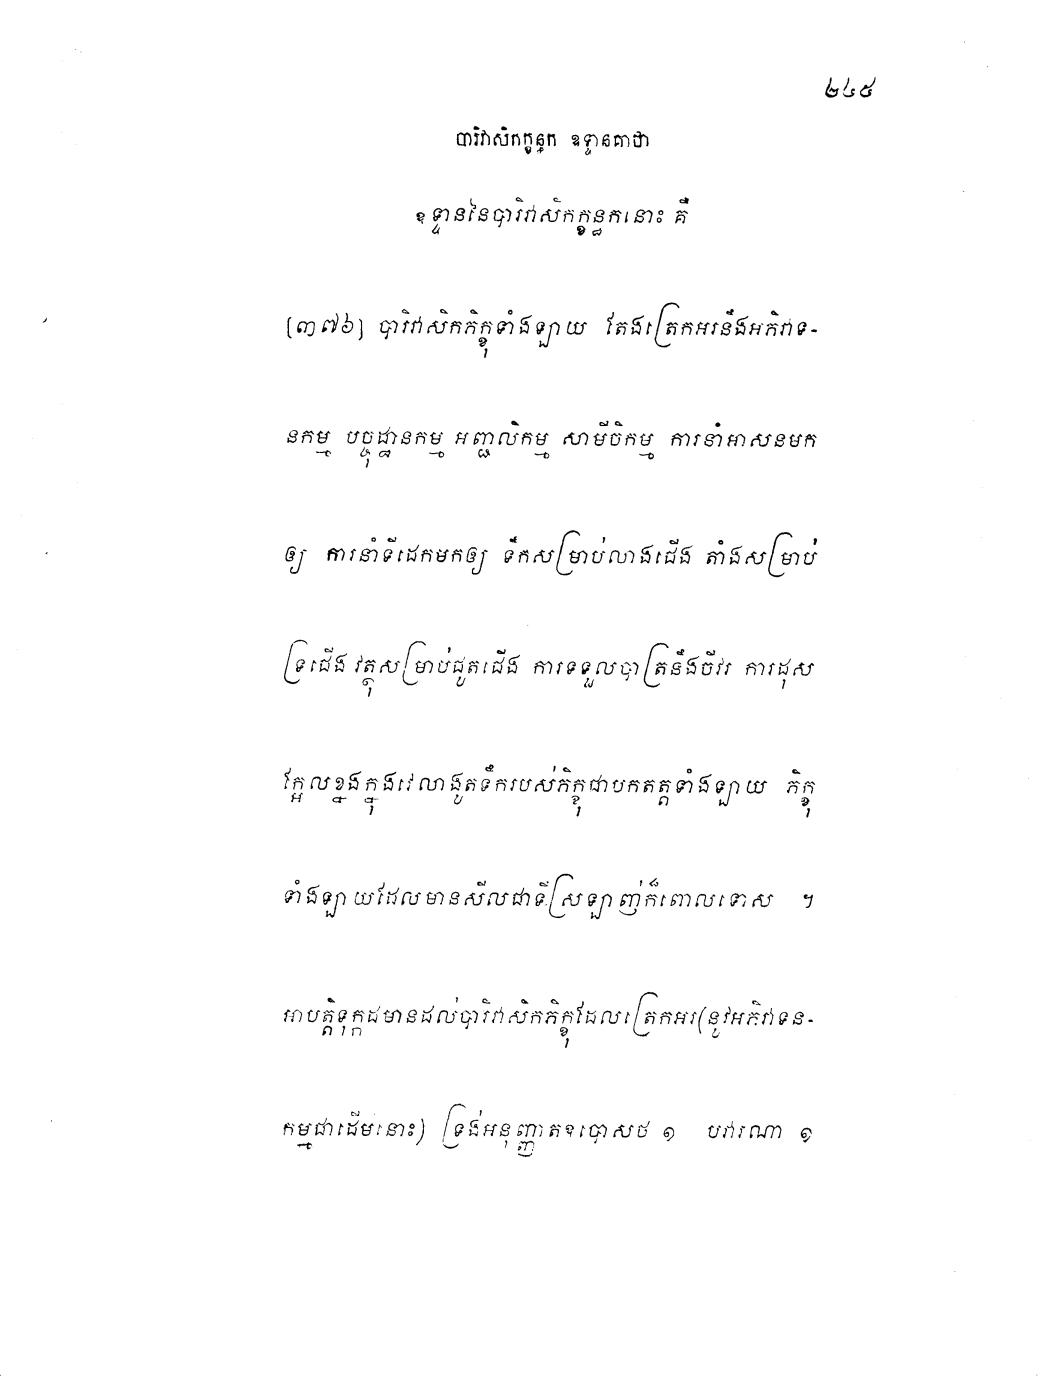 ២៤៥
បារិវាសិកក្ខន្ធក ឧទ្ទានគាថា
ឧទ្ទាននៃបារិវាសិកក្ខន្ធកនោះ គឺ
[៣៧៦] បារិវាសិកភិក្ខុទាំងឡាយ តែងត្រេកអរនឹងអភិវាទ-
នកម្ម បច្ចុដ្ឋានកម្ម អញ្ជលិកម្ម សាមីចិកម្ម ការនាំអាសនមក
ឲ្យ ការនាំទីដេកមកឲ្យ ទឹកសម្រាប់លាងជើង តាំងសម្រាប់
ទ្រជើង វត្ថុសម្រាប់ជូតជើង ការទទួលបាត្រនឹងចីវរ ការដុស
ក្អែលខ្នងក្នុងវេលាងូតទឹករបស់ភិក្ខុជាបកតត្តទាំងឡាយ ភិក្ខុ
ទាំងឡាយដែលមានសីលជាទីស្រឡាញ់ក៏ពោលទោស ។
អាបត្តិទុក្កដមានដល់បារិវាសិកភិក្ខុដែលត្រេកអរ(នូវអភិវាទន-
កម្មជាដើមនោះ) ទ្រង់អនុញ្ញាតឧបោសថ ១ បវារណា ១